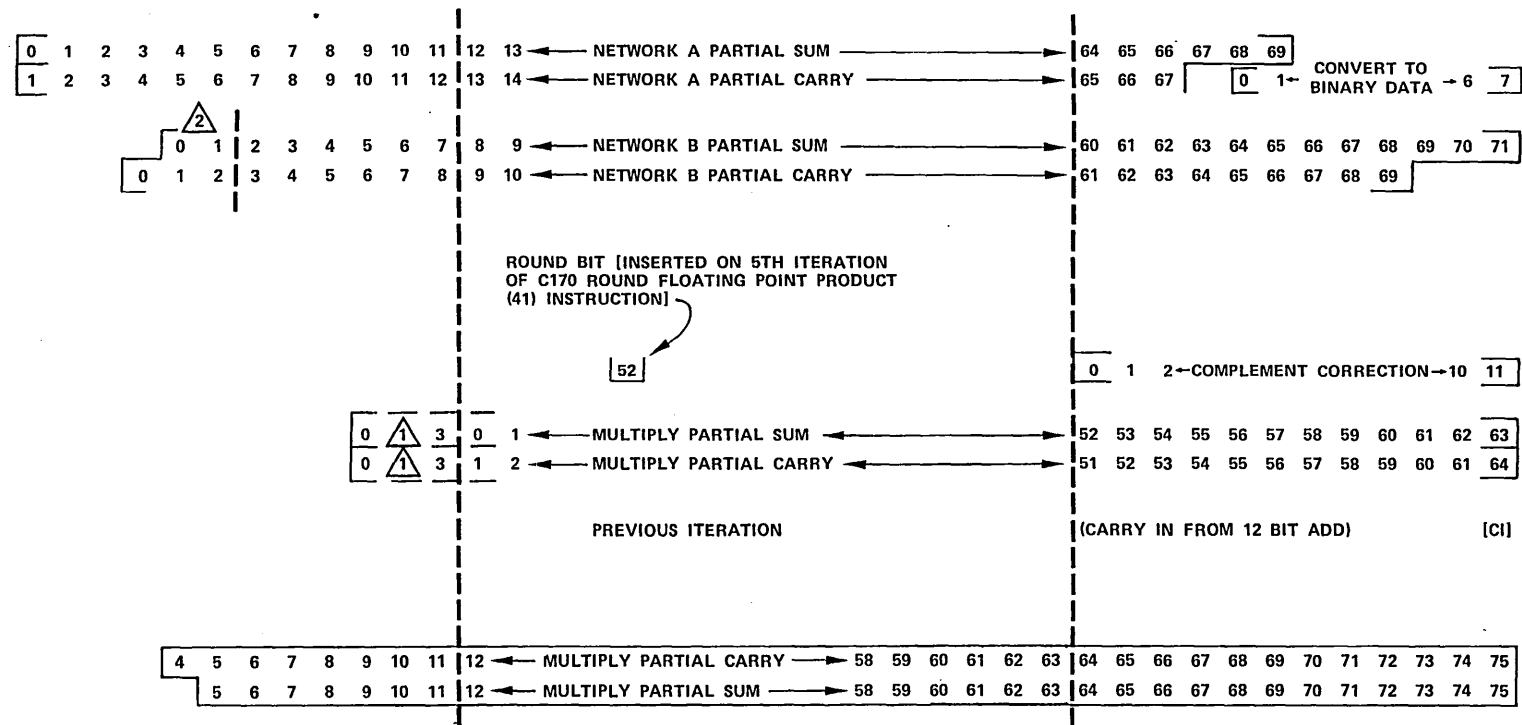 0 1 2 3 4 5 6 7 8 9 10 11 12 13 NETWORK A PARTIAL SUM 64 65 66 67 68 69
1 2 3 4 5 6 7 8 9 10 11 12 13 14 NETWORK A PARTIAL CARRY 65 66 67 0 1 CONVERT TO BINARY DATA 6 7
2
0 1 2 3 4 5 6 7 8 9 NETWORK B PARTIAL SUM 60 61 62 63 64 65 66 67 68 69 70 71
0 1 2 3 4 5 6 7 8 9 10 NETWORK B PARTIAL CARRY 61 62 63 64 65 66 67 68 69
ROUND BIT [INSERTED ON 5TH ITERATION
OF C170 ROUND FLOATING POINT PRODUCT
(41) INSTRUCTION]
52 0 1 2 COMPLEMENT CORRECTION 10 11
0 1 3 0 1 MULTIPLY PARTIAL SUM 52 53 54 55 56 57 58 59 60 61 62 63
0 1 3 1 2 MULTIPLY PARTIAL CARRY 51 52 53 54 55 56 57 58 59 60 61 64
PREVIOUS ITERATION (CARRY IN FROM 12 BIT ADD) [CI]
4 5 6 7 8 9 10 11 12 MULTIPLY PARTIAL CARRY 58 59 60 61 62 63 64 65 66 67 68 69 70 71 72 73 74 75
5 6 7 8 9 10 11 12 MULTIPLY PARTIAL SUM 58 59 60 61 62 63 64 65 66 67 68 69 70 71 72 73 74 75